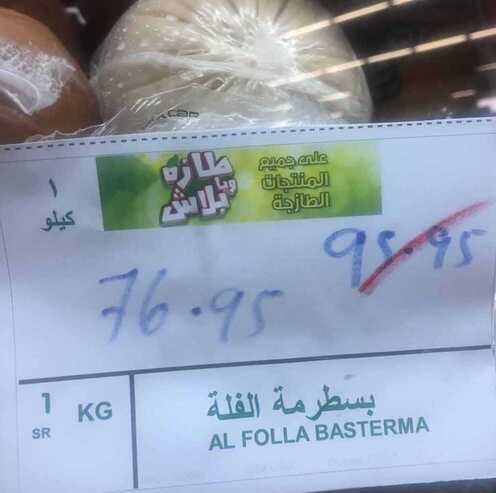 على جميع
المنتجات
الطازجة
طازه
وبلاش
١
كيلو
95.95
76.95
1 KG
SR
بسطرمة الفلة
AL FOLLA BASTERMA